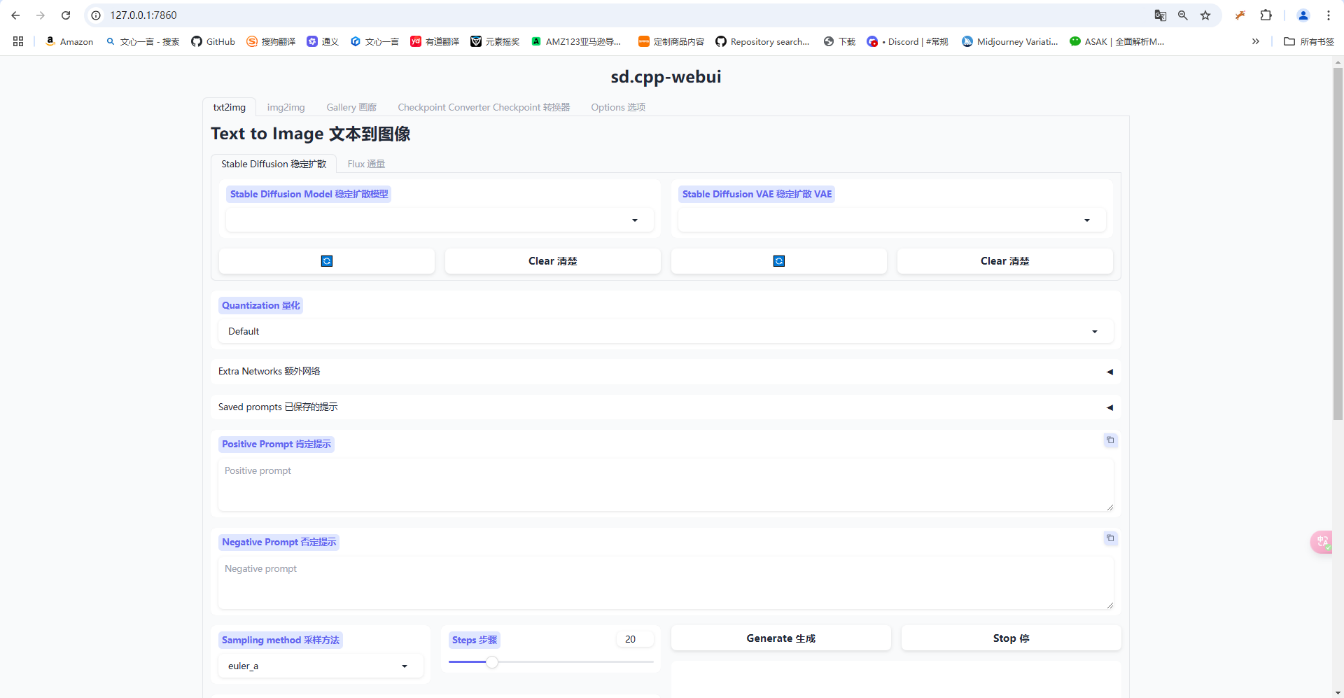 127.0.0.1:7860
Amazon
文心一言 - 搜索
GitHub
搜狗翻译
通义
文心一言
有道翻译
元素摇奖
AMZ123亚马逊导...
定制商品内容
Repository search...
下载
• Discord | #常规
Midjourney Variati...
ASAK | 全面解析M...
所有书签
sd.cpp-webui
txt2img
img2img
Gallery 画廊
Checkpoint Converter Checkpoint 转换器
Options 选项
Text to Image 文本到图像
Stable Diffusion 稳定扩散
Flux 通量
Stable Diffusion Model 稳定扩散模型
Stable Diffusion VAE 稳定扩散 VAE
Clear 清楚
Clear 清楚
Quantization 量化
Default
Extra Networks 额外网络
Saved prompts 已保存的提示
Positive Prompt 肯定提示
Positive prompt
Negative Prompt 否定提示
Negative prompt
Sampling method 采样方法
Steps 步骤
20
Generate 生成
Stop 停
euler_a